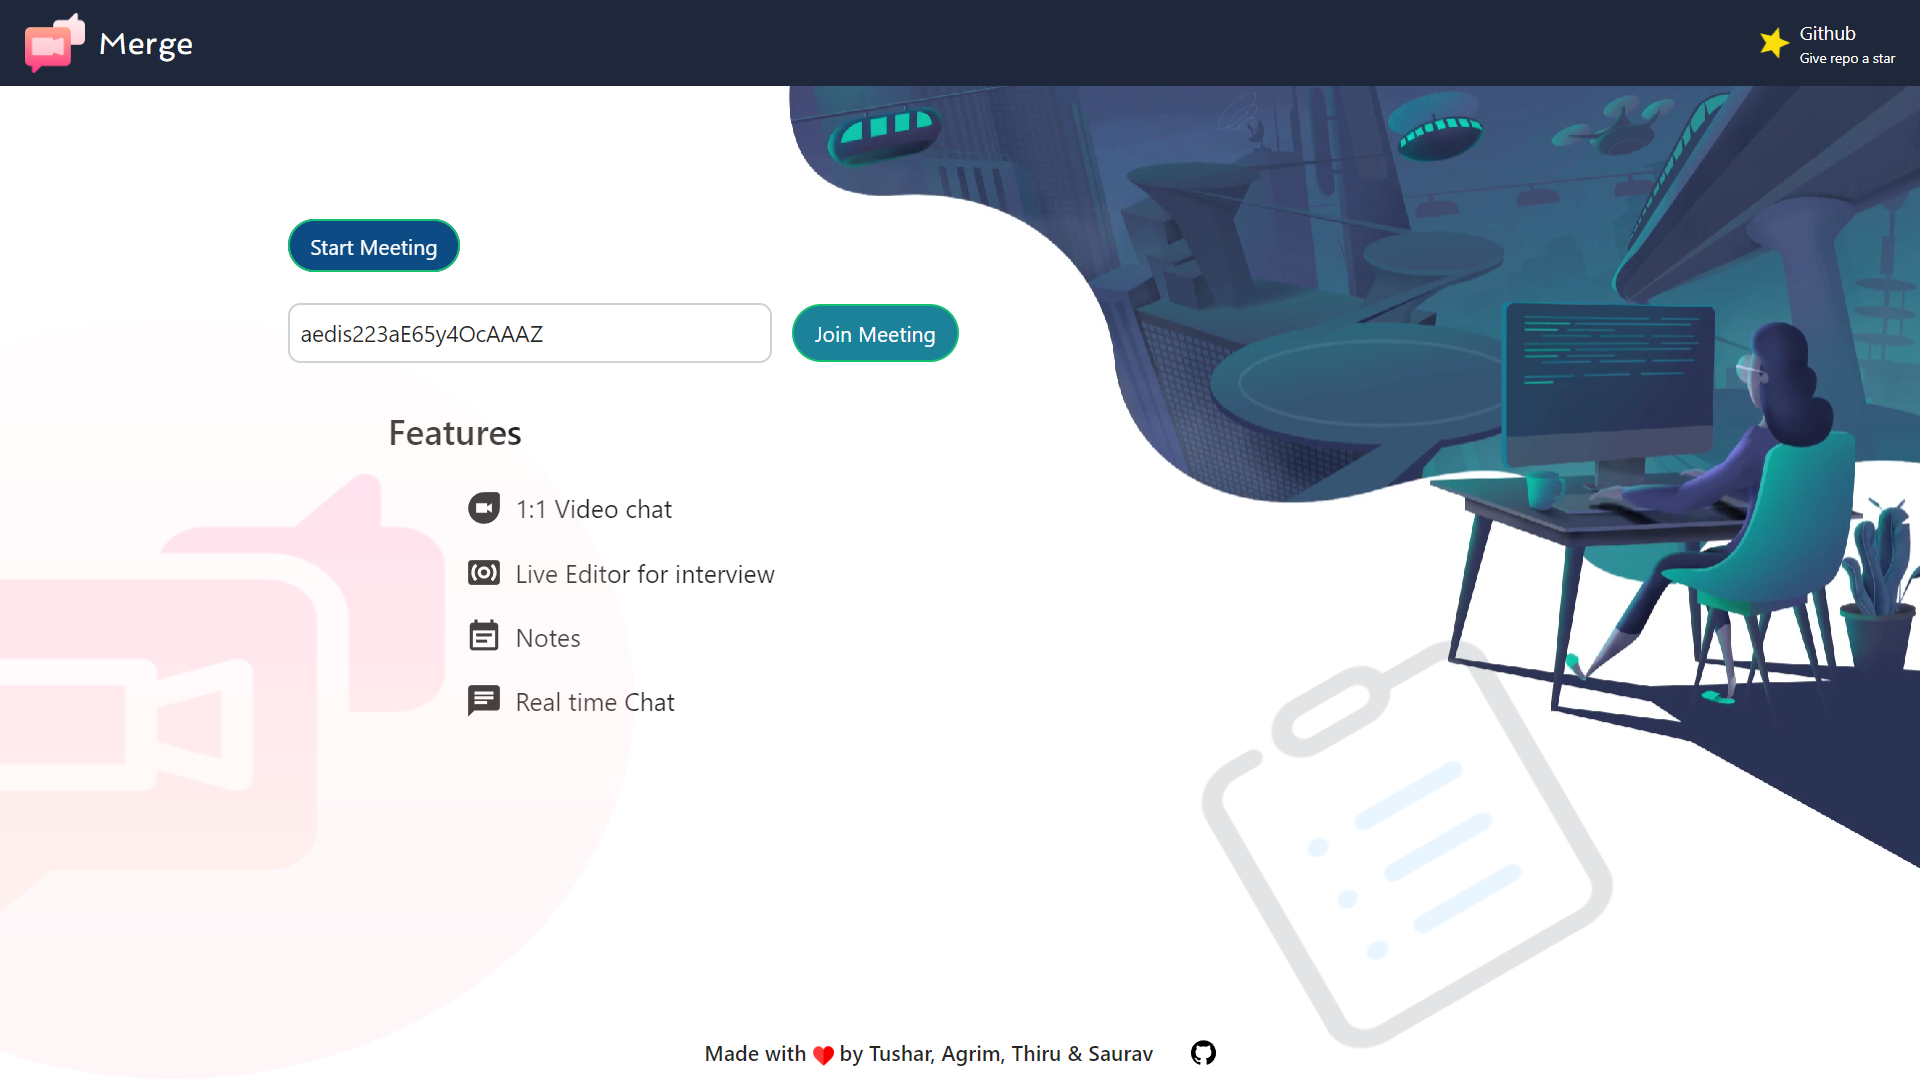 Merge
Github
Give repo a star
Start Meeting
aedis223aE65y4OcAAAZ
Join Meeting
Features
1:1 Video chat
Live Editor for interview
Notes
Real time Chat
Made with ❤ by Tushar, Agrim, Thiru & Saurav